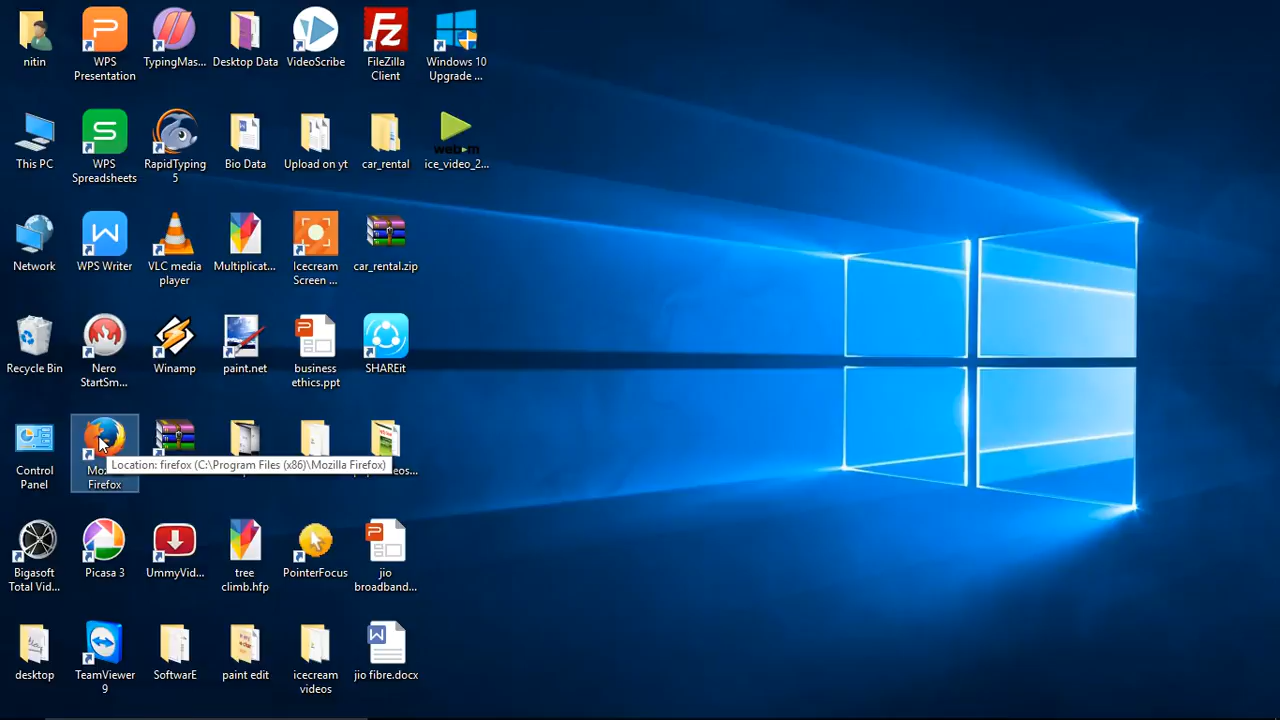 nitin
WPS
Presentation
TypingMas...
Desktop Data
VideoScribe
FileZilla
Client
Windows 10
Upgrade ...
This PC
WPS
Spreadsheets
RapidTyping
5
Bio Data
Upload on yt
car_rental
ice_video_2...
Network
WPS Writer
VLC media
player
Multiplicat...
Icecream
Screen ...
car_rental.zip
Recycle Bin
Nero
StartSm...
Winamp
paint.net
business
ethics.ppt
SHAREit
Control
Panel
Firefox
Location: firefox (C:\Program Files (x86)\Mozilla Firefox)
Bigasoft
Total Vid...
Picasa 3
UmmyVid...
tree
climb.hfp
PointerFocus
jio
broadband...
desktop
TeamViewer
9
SoftwarE
paint edit
icecream
videos
jio fibre.docx